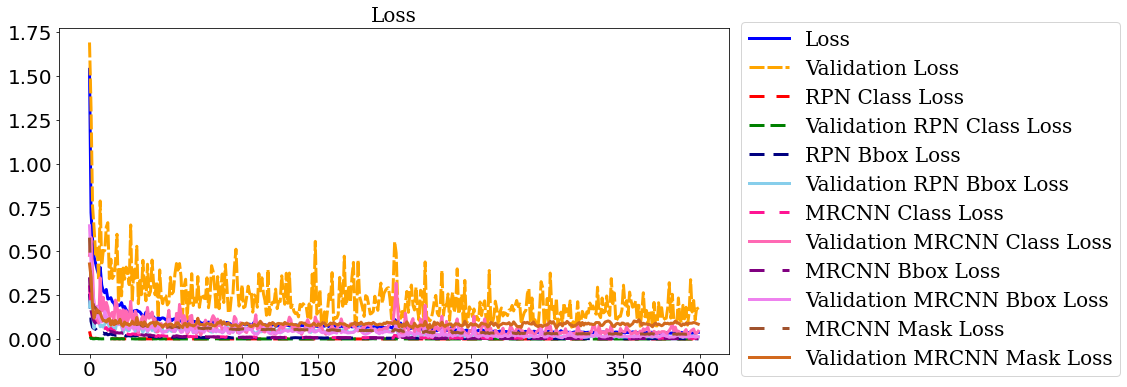 Loss
1.75
1.50
1.25
1.00
0.75
0.50
0.25
0.00
0 50 100 150 200 250 300 350 400
Loss
Validation Loss
RPN Class Loss
Validation RPN Class Loss
RPN Bbox Loss
Validation RPN Bbox Loss
MRCNN Class Loss
Validation MRCNN Class Loss
MRCNN Bbox Loss
Validation MRCNN Bbox Loss
MRCNN Mask Loss
Validation MRCNN Mask Loss